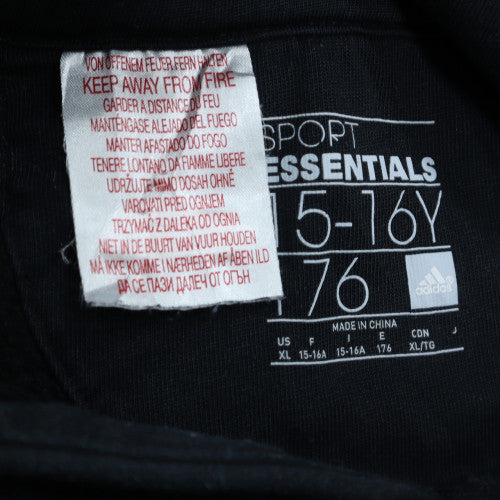 VON OFFENEM FEUER FERN HALTEN
KEEP AWAY FROM FIRE
GARDER A DISTANCE DU FEU
MANTÉNGASE ALEJADO DEL FUEGO
MANTER AFASTADO DO FOGO
TENERE LONTANO DA FIAMME LIBERE
UDRŽUJTE MIMO DOSAH OHNĚ
VAROVATI PRED OGNJEM
TRZYMAĆ Z DALEKA OD OGNIA
NIET IN DE BUURT VAN VUUR HOUDEN
MÅ IKKE KOMME I NÆRHEDEN AF ÅBEN ILD
ДА СЕ ПАЗИ ДАЛЕЧ ОТ ОГЪН
SPORT
ESSENTIALS
15-16Y
176
adidas
MADE IN CHINA
US F I E CDN J
XL 15-16A 15-16A 176 XL/TG